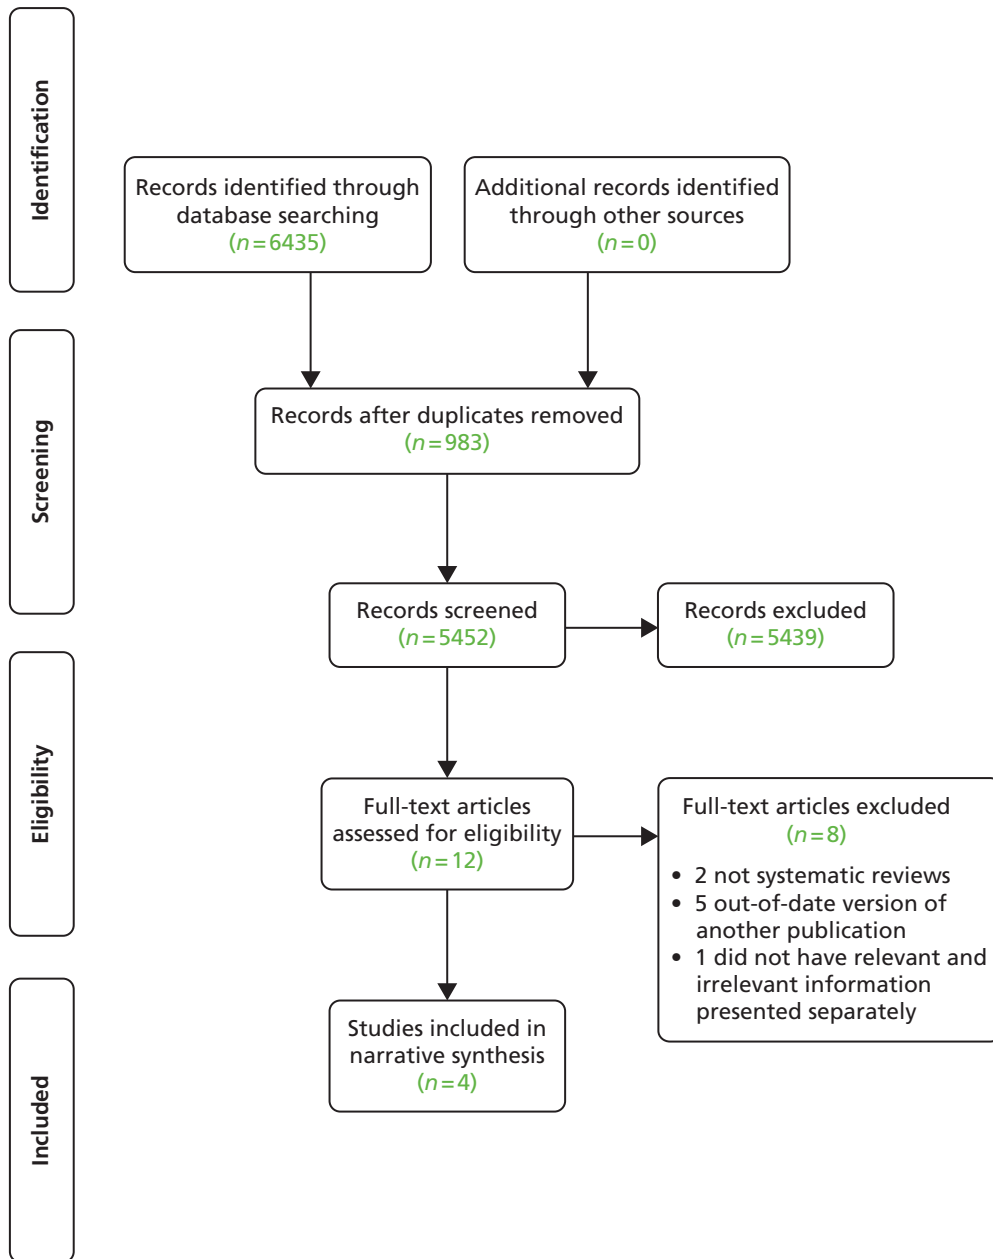 Identification
Records identified through
database searching
(n=6435)
Additional records identified
through other sources
(n=0)
Screening
Records after duplicates removed
(n=983)
Records screened
(n=5452)
Records excluded
(n=5439)
Eligibility
Full-text articles
assessed for eligibility
(n=12)
Full-text articles excluded
(n=8)
• 2 not systematic reviews
• 5 out-of-date version of
another publication
• 1 did not have relevant and
irrelevant information
presented separately
Included
Studies included in
narrative synthesis
(n=4)